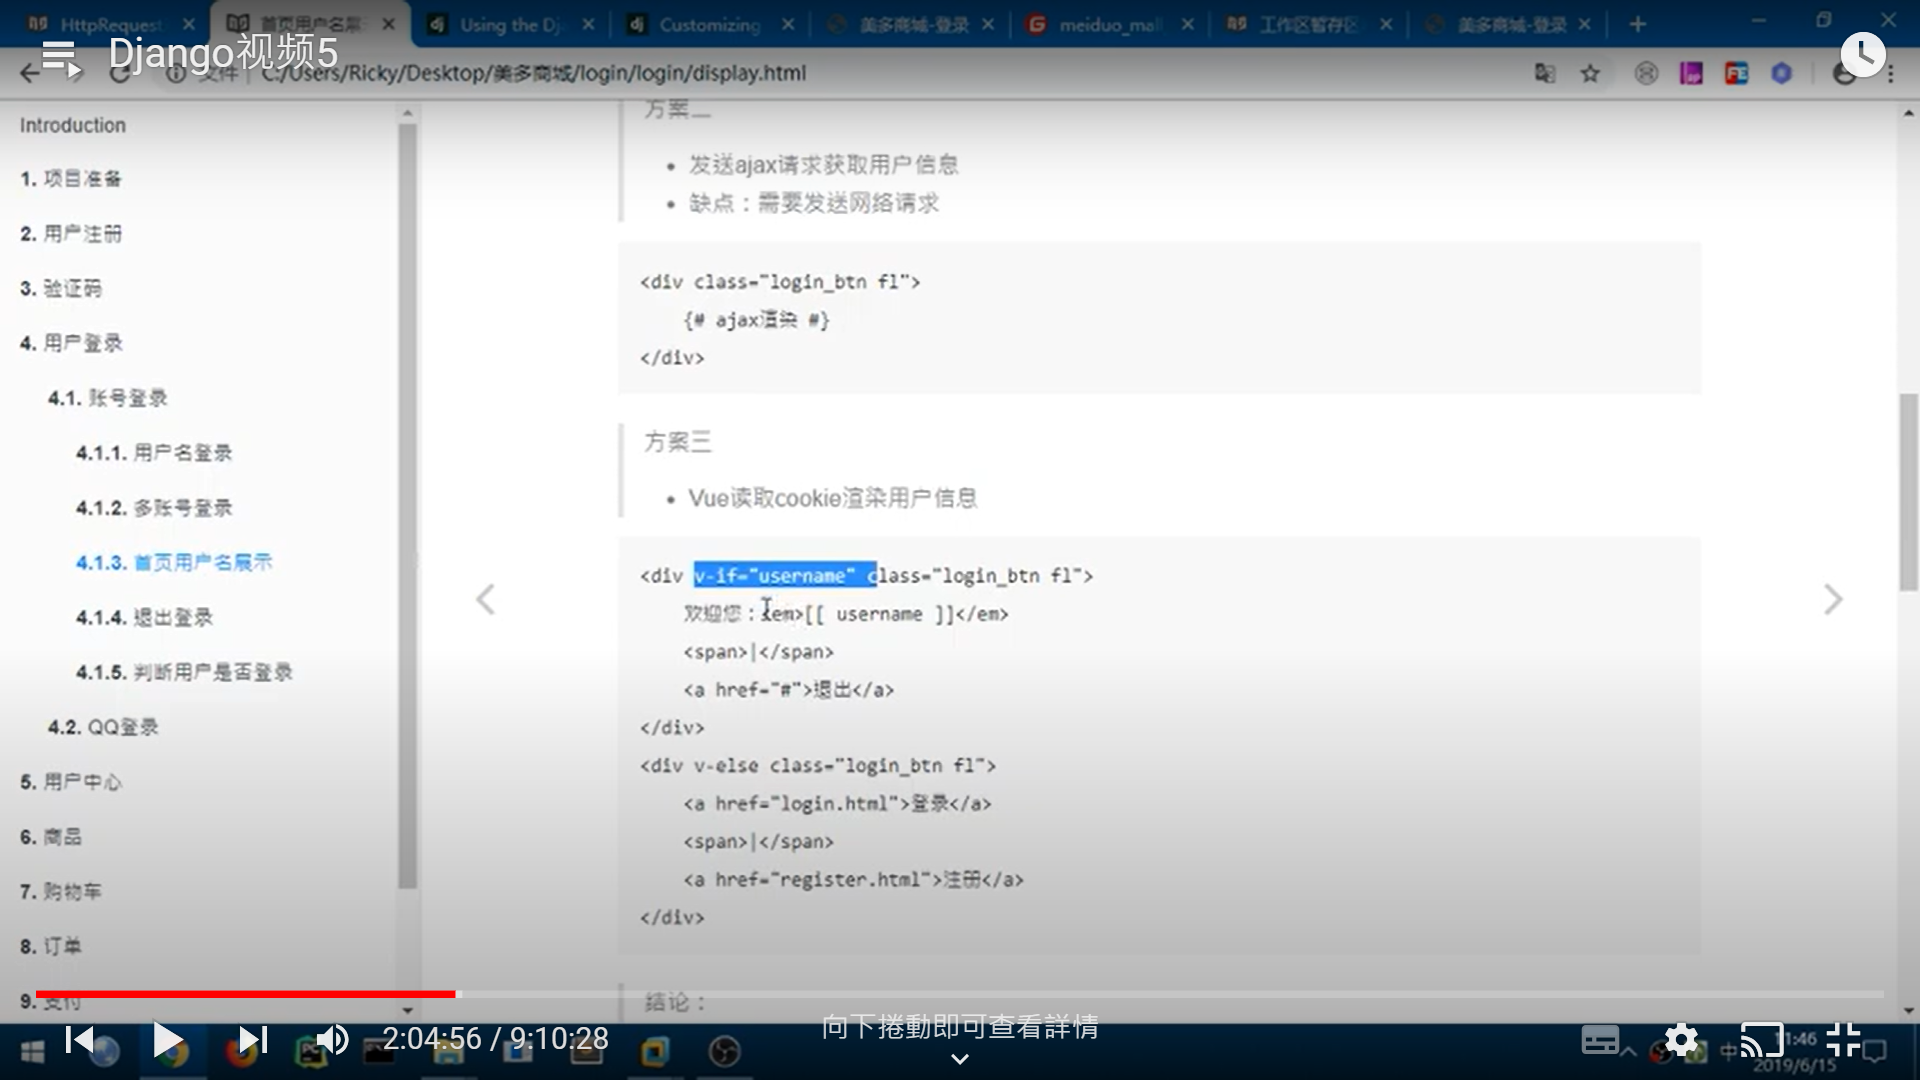 HttpRequest
首页用户名展
Using the Dj
Customizing
美多商城-登录
meiduo_mal
工作区暂存区
美多商城-登录
Django视频5
文件
C:/Users/Ricky/Desktop/美多商城/login/login/display.html
Introduction
1. 项目准备
2. 用户注册
3. 验证码
4. 用户登录
4.1. 账号登录
4.1.1. 用户名登录
4.1.2. 多账号登录
4.1.3. 首页用户名展示
4.1.4. 退出登录
4.1.5. 判断用户是否登录
4.2. QQ登录
5. 用户中心
6. 商品
7. 购物车
8. 订单
9. 支付
方案二
发送ajax请求获取用户信息
缺点：需要发送网络请求
<div class="login_btn fl">
{# ajax渲染 #}
</div>
方案三
Vue读取cookie渲染用户信息
<div v-if="username" class="login_btn fl">
欢迎您：<em>[[ username ]]</em>
<span>|</span>
<a href="#">退出</a>
</div>
<div v-else class="login_btn fl">
<a href="login.html">登录</a>
<span>|</span>
<a href="register.html">注册</a>
</div>
结论：
2:04:56 / 9:10:28
向下捲動即可查看詳情
中
11:46
2019/6/15